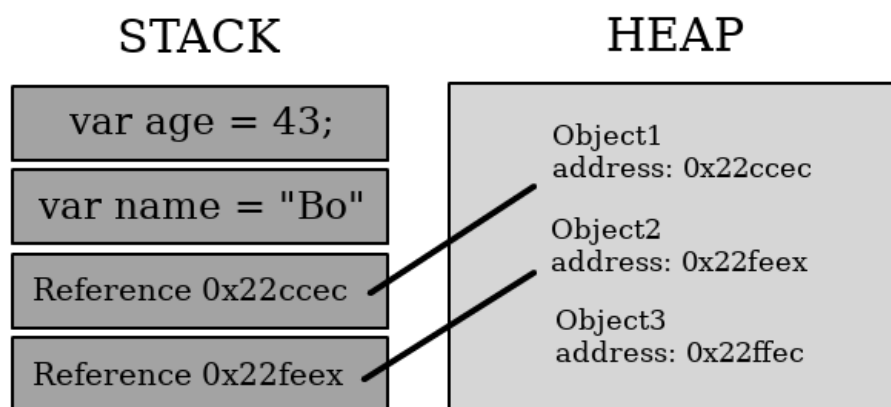 STACK
var age = 43;
var name = "Bo"
Reference 0x22ccec
Reference 0x22feex
HEAP
Object1
address: 0x22ccec
Object2
address: 0x22feex
Object3
address: 0x22ffec